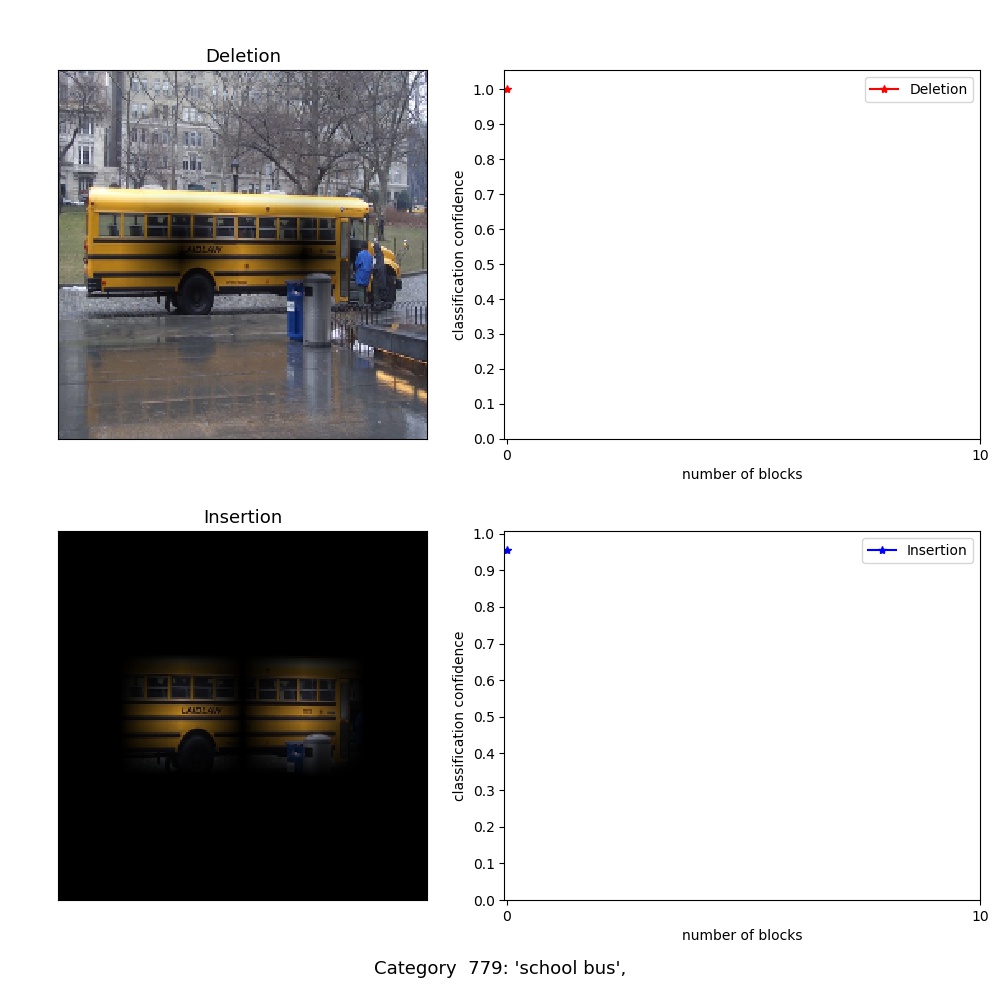 Deletion
1.0
0.9
0.8
0.7
0.6
0.5
0.4
0.3
0.2
0.1
0.0
classification confidence
0
10
number of blocks
Deletion
LAIDLAW
Insertion
1.0
0.9
0.8
0.7
0.6
0.5
0.4
0.3
0.2
0.1
0.0
classification confidence
0
10
number of blocks
Insertion
LAIDLAW
Category  779: 'school bus',